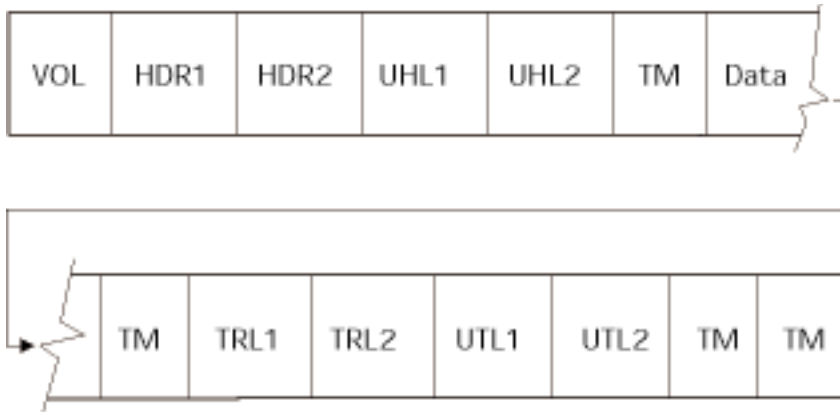 VOL HDR1 HDR2 UHL1 UHL2 TM Data
TM TRL1 TRL2 UTL1 UTL2 TM TM